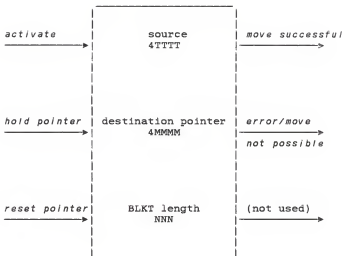 activate source move successful
4TTTT
hold pointer destination pointer error/move
4MMMM
not possible
reset pointer BLKT length (not used)
NNN